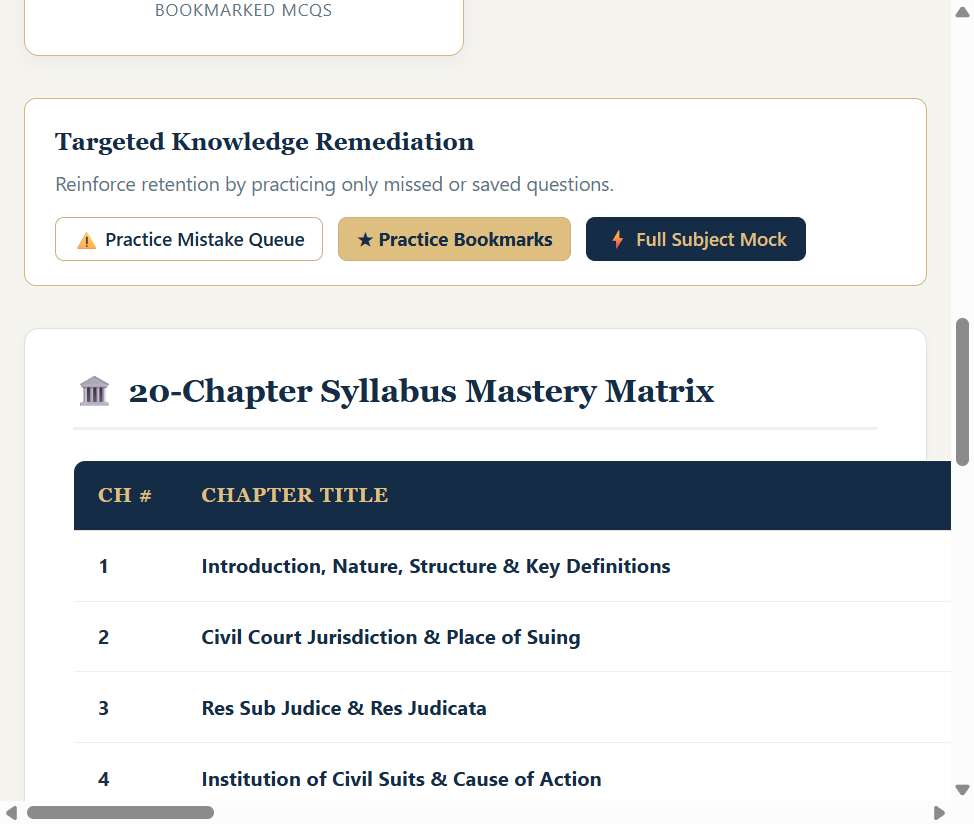 BOOKMARKED MCQS
Targeted Knowledge Remediation
Reinforce retention by practicing only missed or saved questions.
⚠️ Practice Mistake Queue
★ Practice Bookmarks
⚡ Full Subject Mock
🏛️ 20-Chapter Syllabus Mastery Matrix
CH # CHAPTER TITLE
1 Introduction, Nature, Structure & Key Definitions
2 Civil Court Jurisdiction & Place of Suing
3 Res Sub Judice & Res Judicata
4 Institution of Civil Suits & Cause of Action